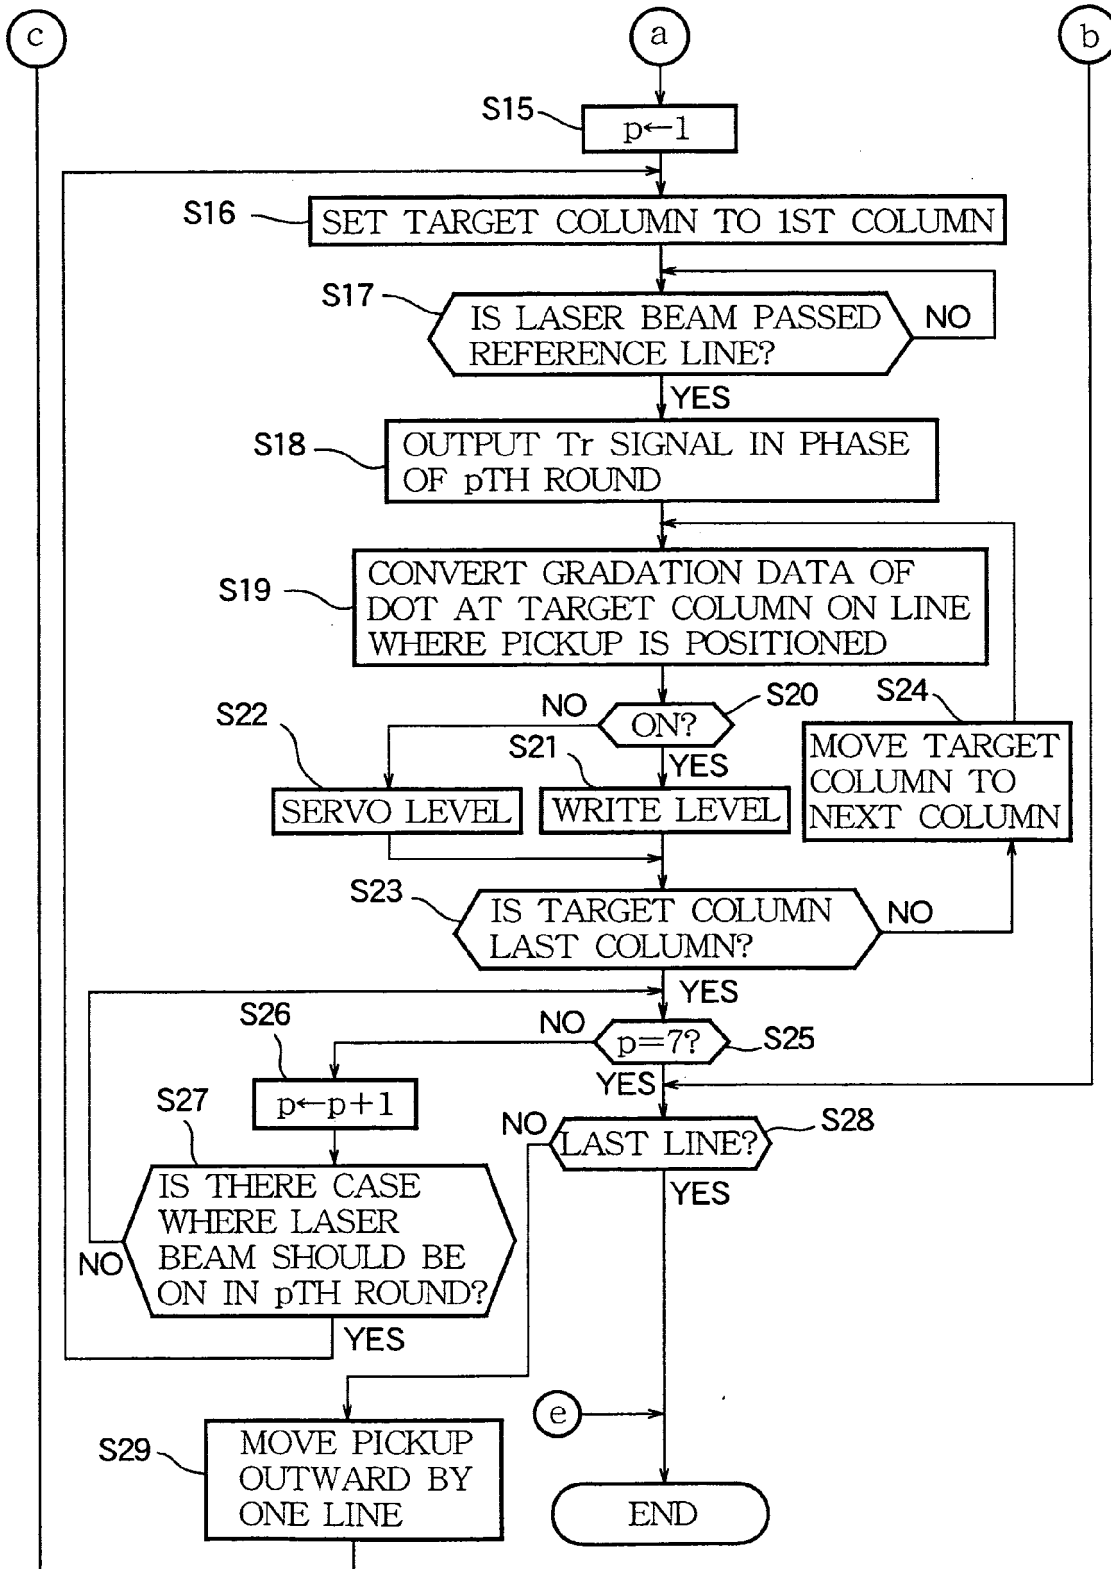 c
a
b
S15
p←1
S16
SET TARGET COLUMN TO 1ST COLUMN
S17
IS LASER BEAM PASSED
REFERENCE LINE?
NO
YES
S18
OUTPUT Tr SIGNAL IN PHASE
OF pTH ROUND
S19
CONVERT GRADATION DATA OF
DOT AT TARGET COLUMN ON LINE
WHERE PICKUP IS POSITIONED
S20
ON?
NO
YES
S22
SERVO LEVEL
S21
WRITE LEVEL
S24
MOVE TARGET
COLUMN TO
NEXT COLUMN
S23
IS TARGET COLUMN
LAST COLUMN?
NO
YES
S25
p=7?
NO
YES
S26
p←p+1
S27
IS THERE CASE
WHERE LASER
BEAM SHOULD BE
ON IN pTH ROUND?
NO
YES
S28
LAST LINE?
NO
YES
e
S29
MOVE PICKUP
OUTWARD BY
ONE LINE
END